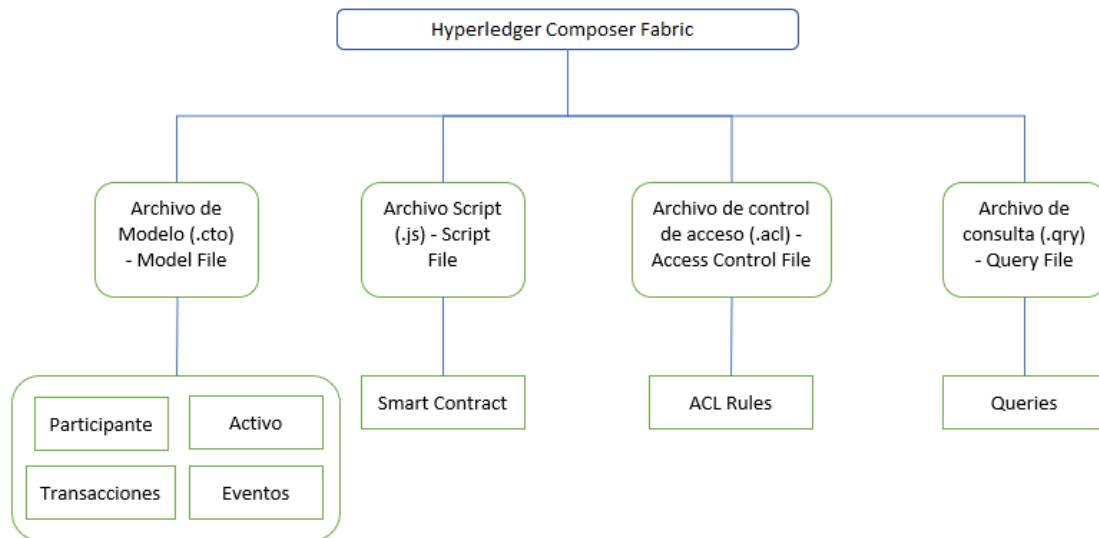 Hyperledger Composer Fabric
Archivo de
Modelo (.cto)
- Model File
Archivo Script
(.js) - Script
File
Archivo de control
de acceso (.acl) -
Access Control File
Archivo de
consulta (.qry)
- Query File
Participante
Activo
Transacciones
Eventos
Smart Contract
ACL Rules
Queries